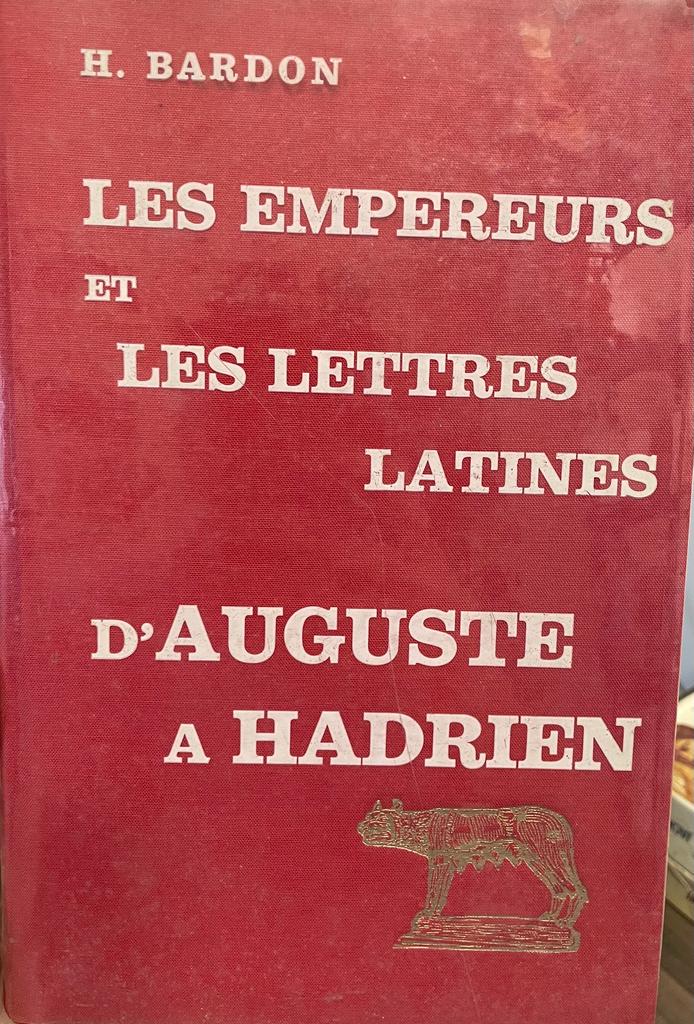 H. BARDON
LES EMPEREURS
ET
LES LETTRES
LATINES
D'AUGUSTE
A HADRIEN